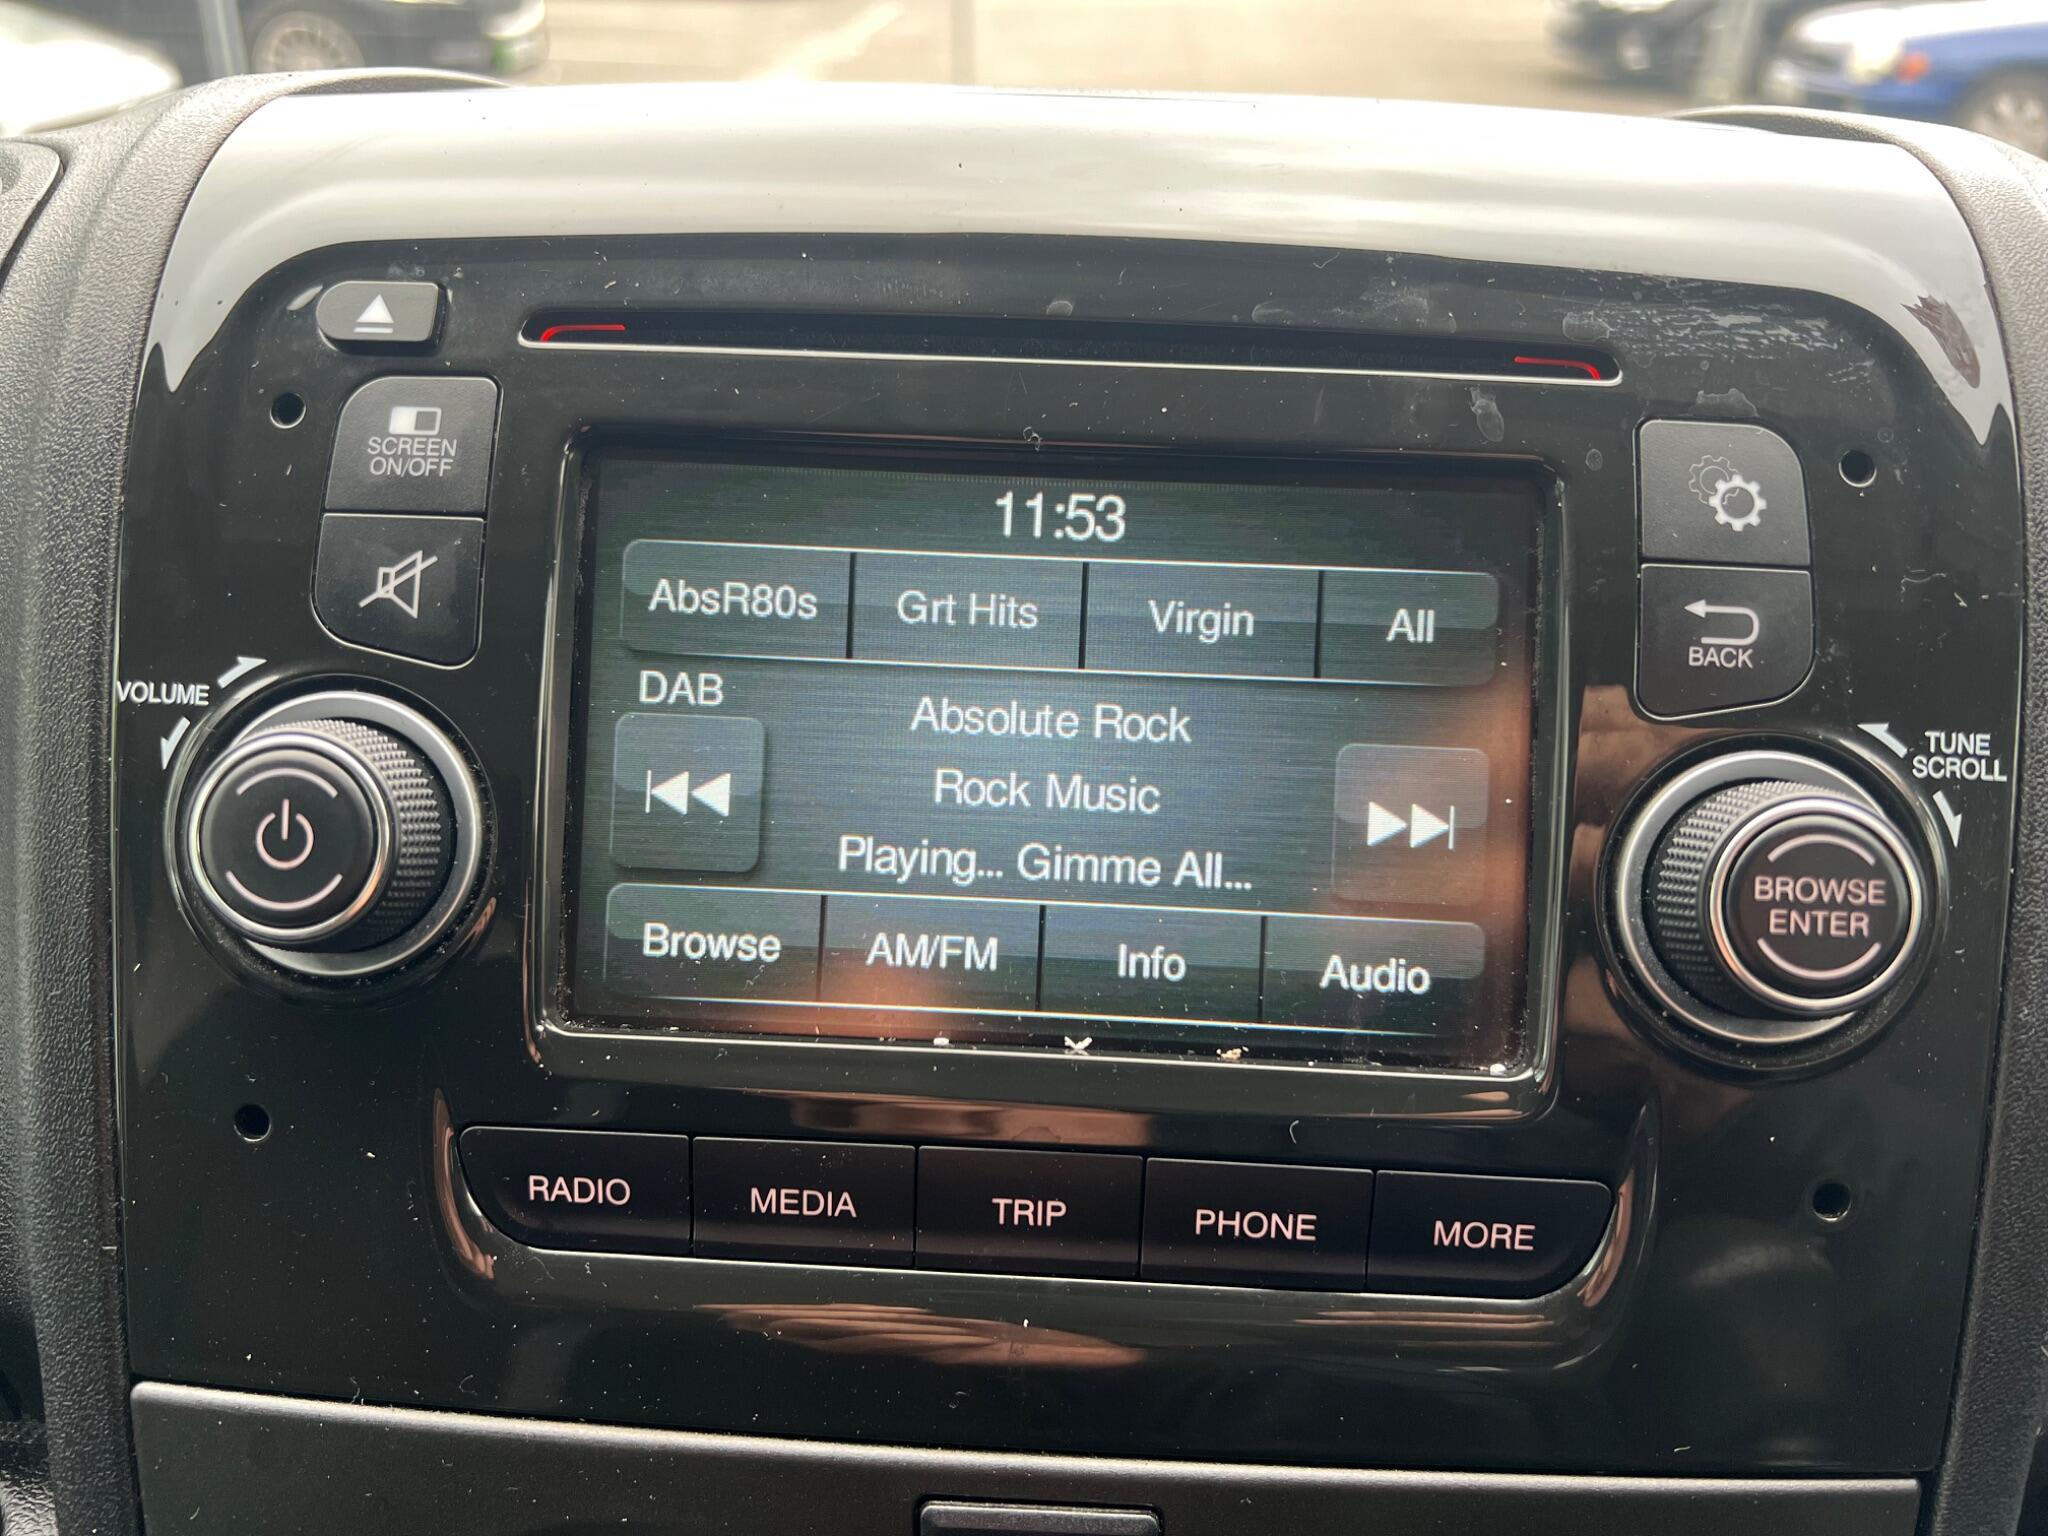 SCREEN
ON/OFF
11:53
AbsR80s Grt Hits Virgin All
BACK
VOLUME
DAB
Absolute Rock
TUNE
SCROLL
Rock Music
Playing... Gimme All...
BROWSE
ENTER
Browse AM/FM Info Audio
RADIO MEDIA TRIP PHONE MORE